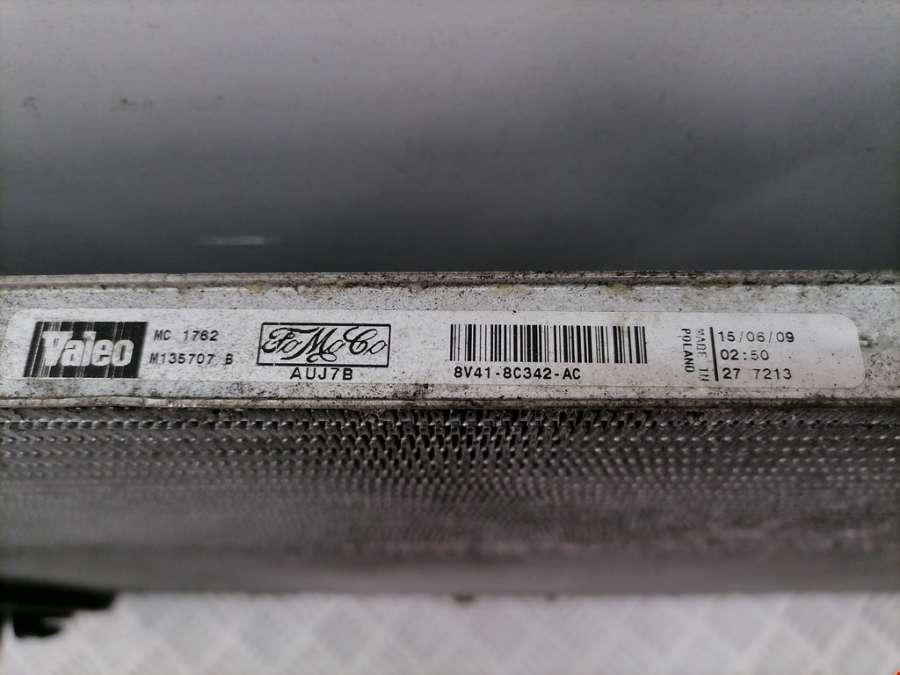 Valeo
MC 1762
M135707 B
FoMoCo
AUJ7B
8V41-8C342-AC
MADE IN
POLAND
15/06/09
02:50
27 7213